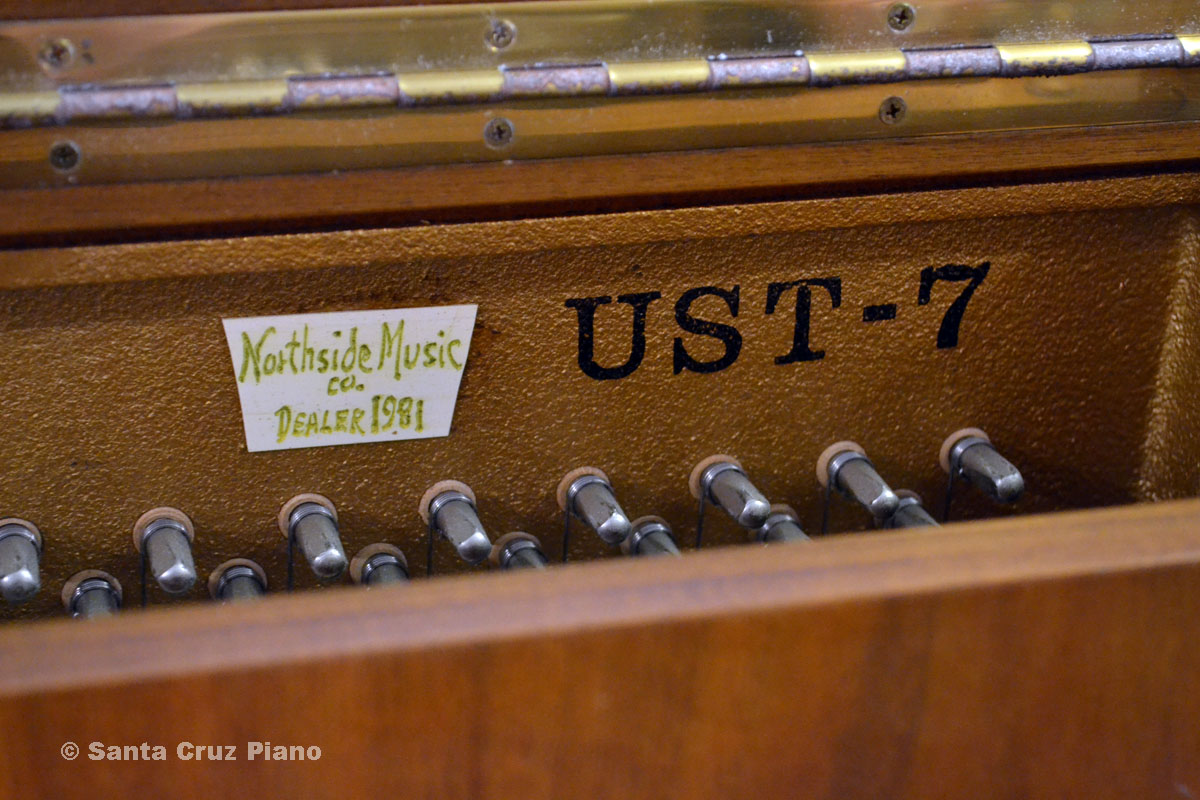 UST-7
Northside Music
CO.
DEALER 1981
© Santa Cruz Piano